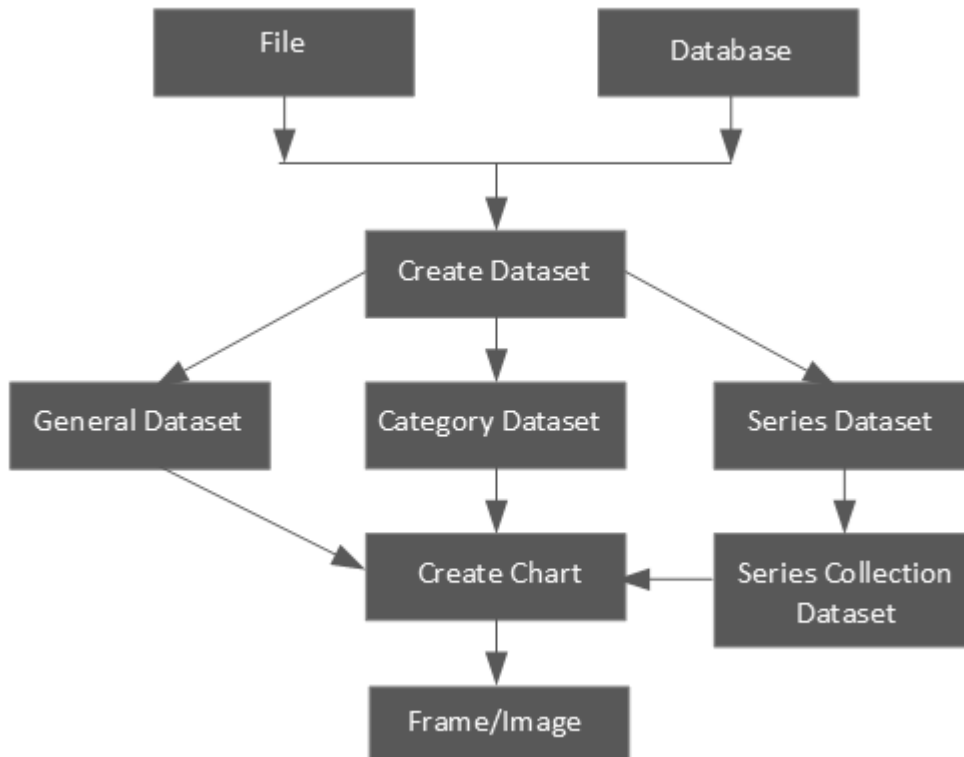 File
Database
Create Dataset
General Dataset
Category Dataset
Series Dataset
Create Chart
Series Collection
Dataset
Frame/Image